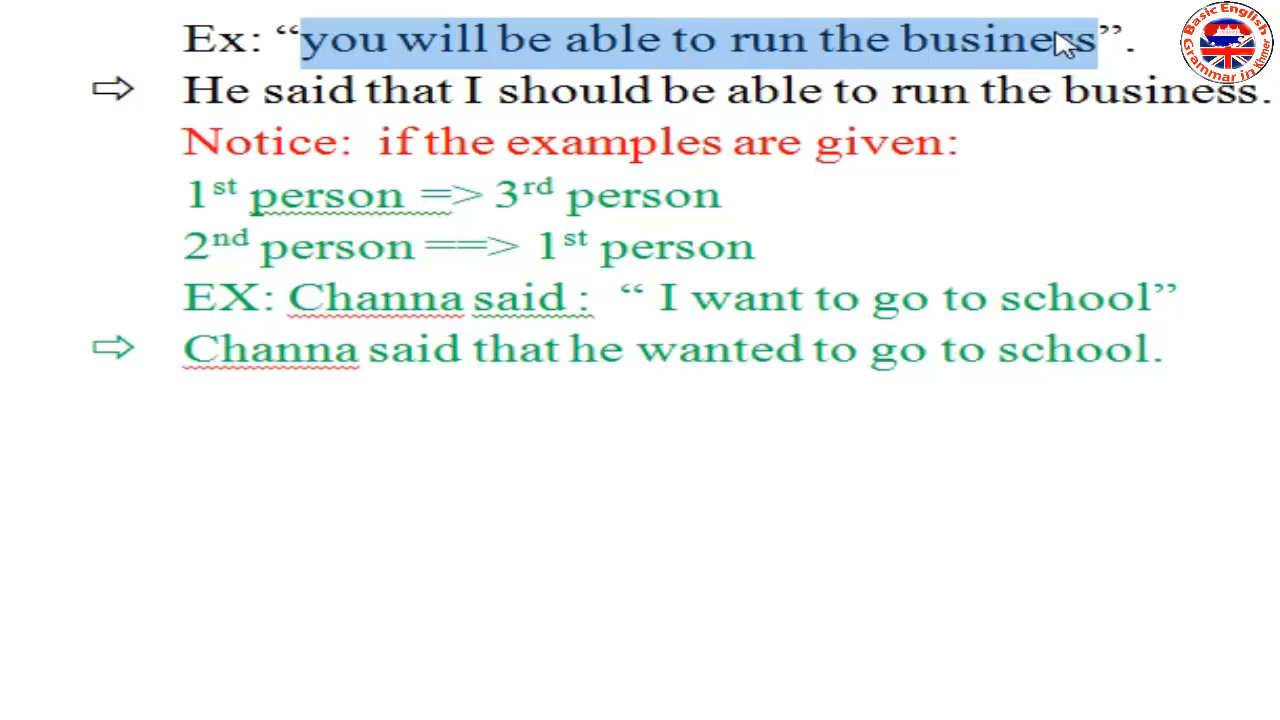 Ex: “you will be able to run the business”.
⇨ He said that I should be able to run the business.
Notice: if the examples are given:
1st person => 3rd person
2nd person ==> 1st person
EX: Channa said : “ I want to go to school”
⇨ Channa said that he wanted to go to school.
Basic English
Grammar in Khmer